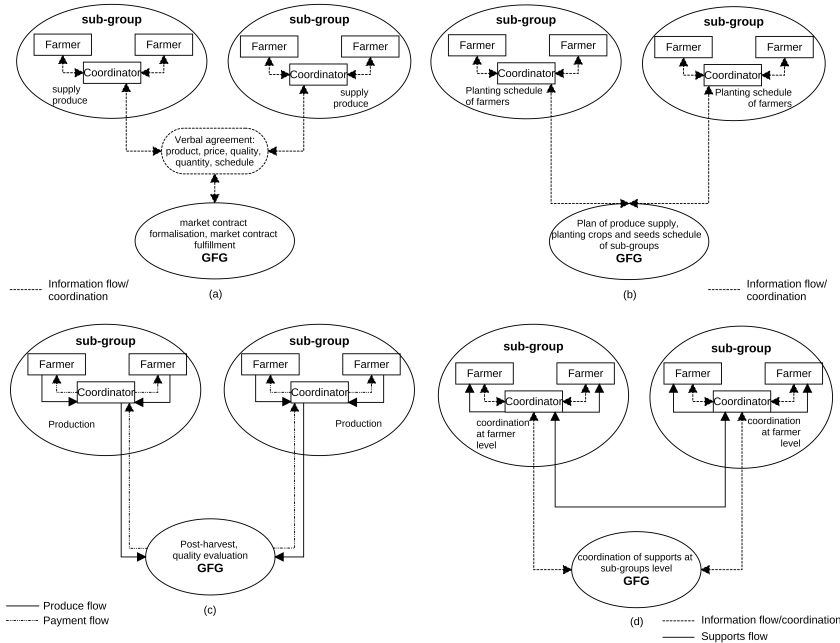 sub-group
Farmer
Farmer
Coordinator
supply
produce
sub-group
Farmer
Farmer
Coordinator
supply
produce
Verbal agreement:
product, price, quality,
quantity, schedule
market contract
formalisation, market contract
fulfillment
GFG
Information flow/
coordination
(a)
sub-group
Farmer
Farmer
Coordinator
Planting schedule
of farmers
sub-group
Farmer
Farmer
Coordinator
Planting schedule
of farmers
Plan of produce supply,
planting crops and seeds schedule
of sub-groups
GFG
(b)
Information flow/
coordination
sub-group
Farmer
Farmer
Coordinator
Production
sub-group
Farmer
Farmer
Coordinator
Production
Post-harvest,
quality evaluation
GFG
Produce flow
Payment flow
(c)
sub-group
Farmer
Farmer
Coordinator
coordination
at farmer
level
sub-group
Farmer
Farmer
Coordinator
coordination
at farmer
level
coordination of supports at
sub-groups level
GFG
(d)
Information flow/coordination
Supports flow